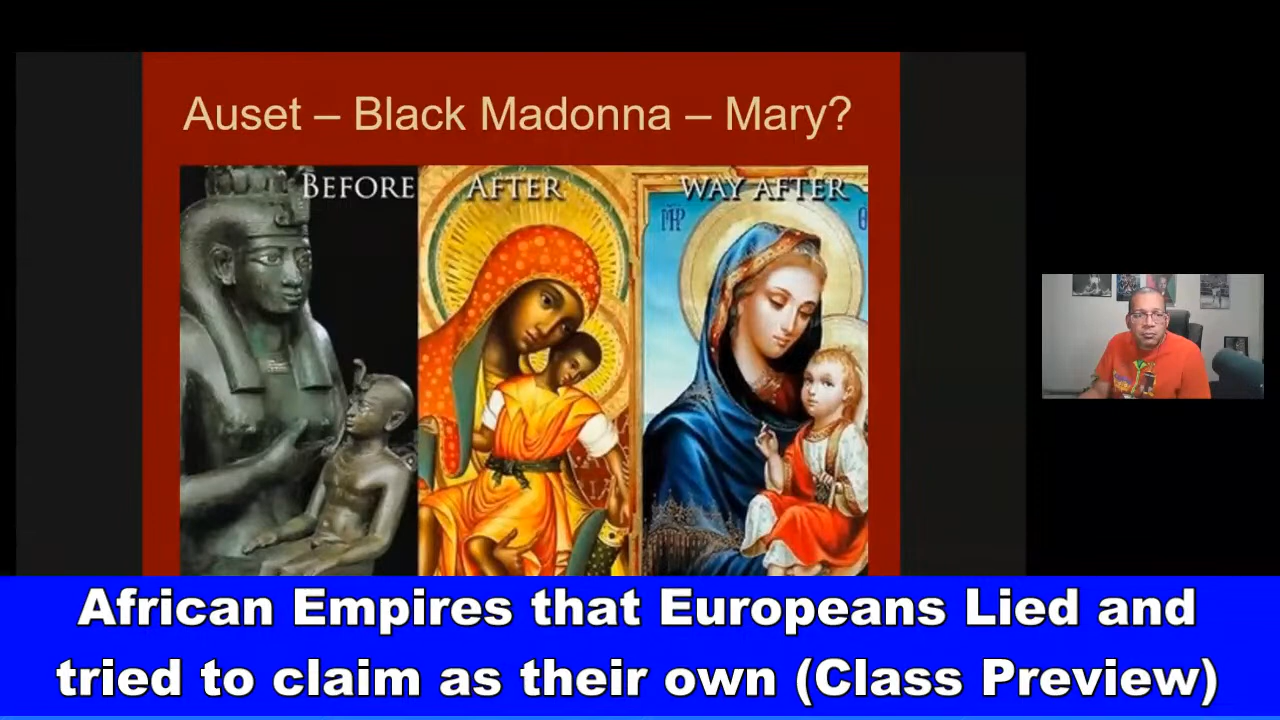 Auset – Black Madonna – Mary?
BEFORE
AFTER
WAY AFTER
ΜΗΡ
African Empires that Europeans Lied and
tried to claim as their own (Class Preview)